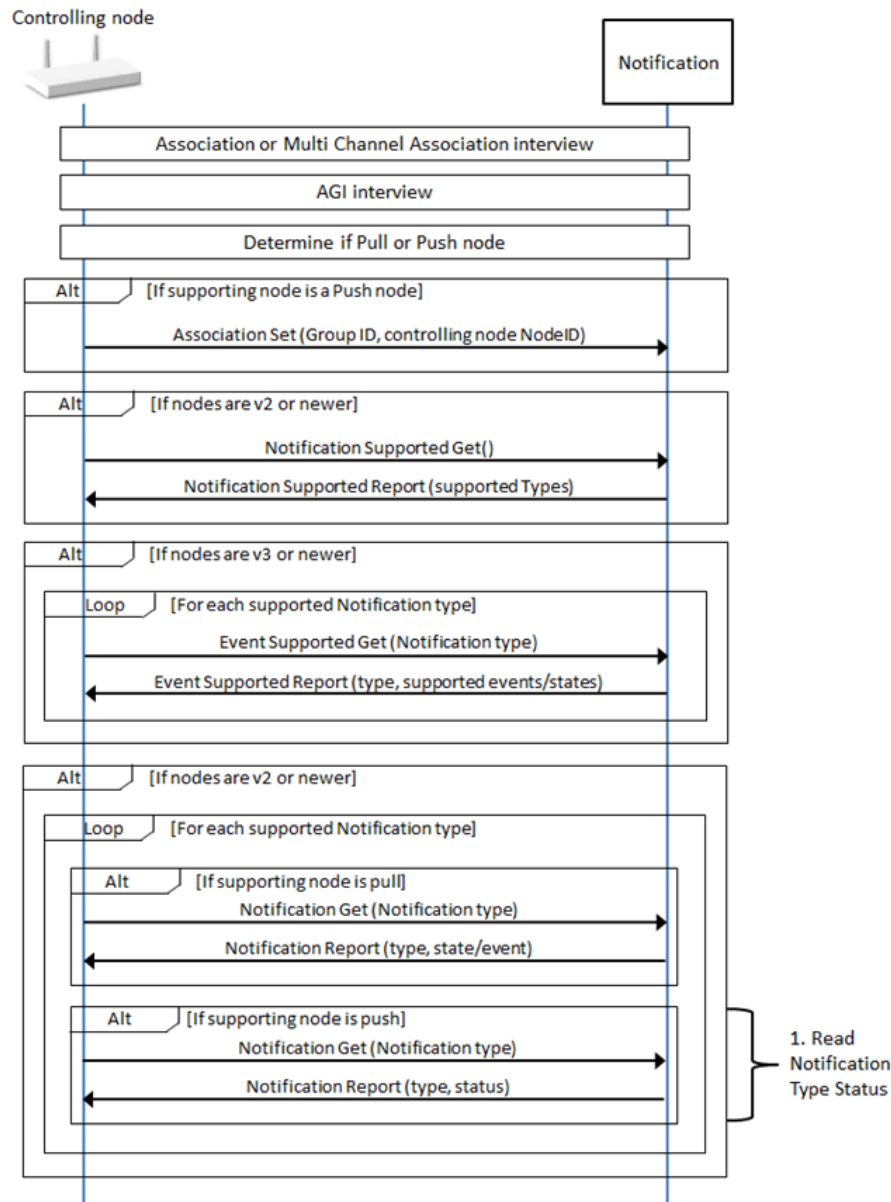 Controlling node
Notification
Association or Multi Channel Association interview
AGI interview
Determine if Pull or Push node
Alt [If supporting node is a Push node]
Association Set (Group ID, controlling node NodeID)
Alt [If nodes are v2 or newer]
Notification Supported Get()
Notification Supported Report (supported Types)
Alt [If nodes are v3 or newer]
Loop [For each supported Notification type]
Event Supported Get (Notification type)
Event Supported Report (type, supported events/states)
Alt [If nodes are v2 or newer]
Loop [For each supported Notification type]
Alt [If supporting node is pull]
Notification Get (Notification type)
Notification Report (type, state/event)
Alt [If supporting node is push]
Notification Get (Notification type)
Notification Report (type, status)
1. Read
Notification
Type Status